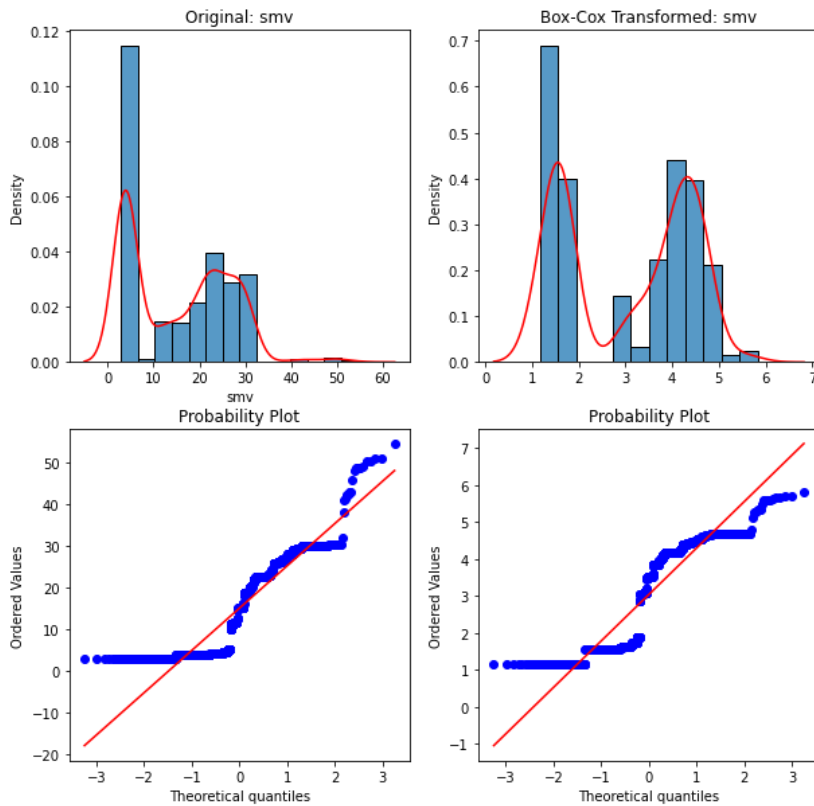 Original: smv
Density
0.12
0.10
0.08
0.06
0.04
0.02
0.00
0 10 20 30 40 50 60
smv
Box-Cox Transformed: smv
Density
0.7
0.6
0.5
0.4
0.3
0.2
0.1
0.0
0 1 2 3 4 5 6 7
Probability Plot
Ordered Values
50
40
30
20
10
0
−10
−20
−3 −2 −1 0 1 2 3
Theoretical quantiles
Probability Plot
Ordered Values
7
6
5
4
3
2
1
0
−1
−3 −2 −1 0 1 2 3
Theoretical quantiles